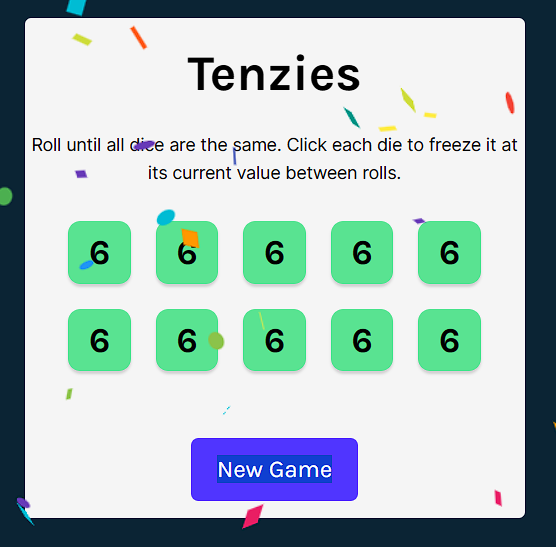 Tenzies
Roll until all dice are the same. Click each die to freeze it at
its current value between rolls.
6 6 6 6 6
6 6 6 6 6
New Game